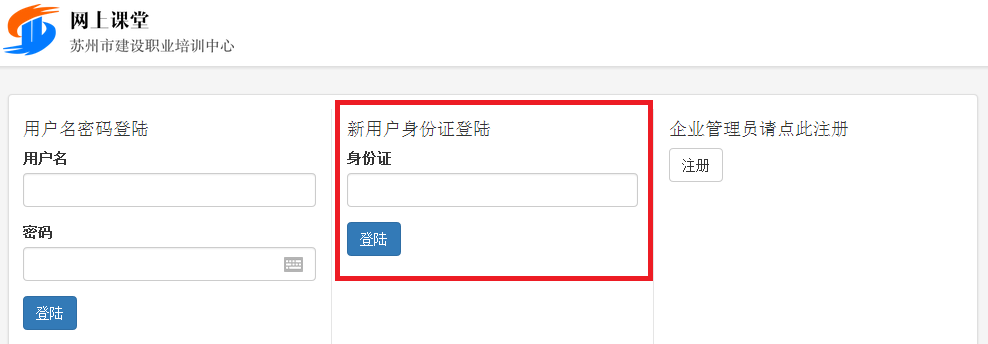 网上课堂
苏州市建设职业培训中心
用户名密码登陆
用户名
密码
登陆
新用户身份证登陆
身份证
登陆
企业管理员请点此注册
注册